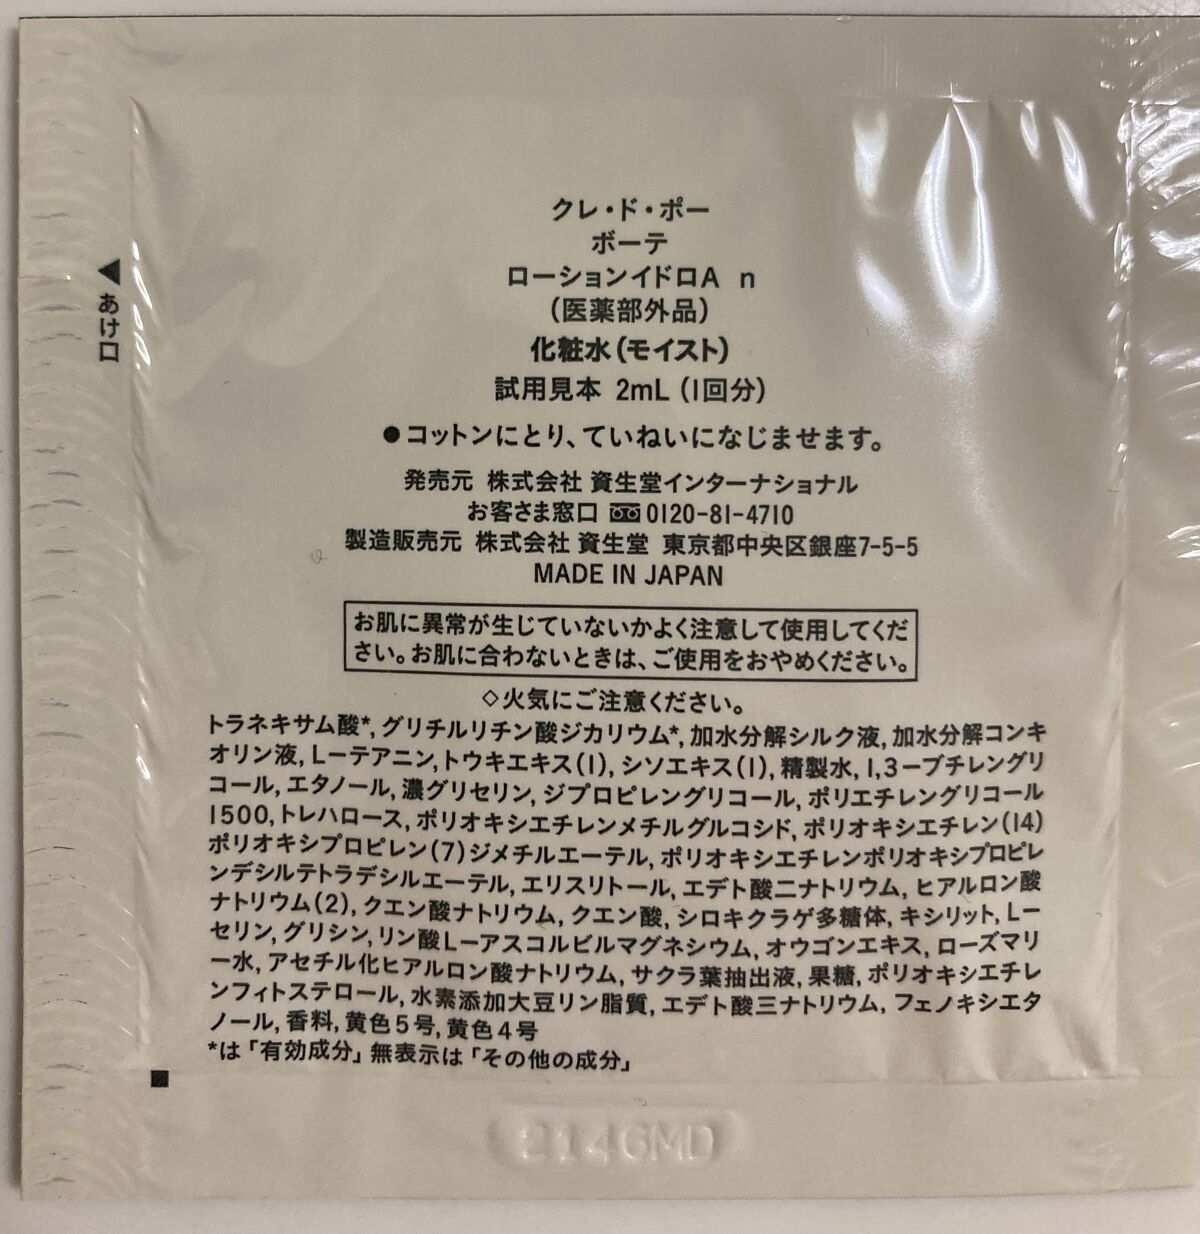 クレ・ド・ポー
ボーテ
ローションイドロA n
(医薬部外品)
化粧水(モイスト)
試用見本 2mL (1回分)
◀あけ口
●コットンにとり、ていねいになじませます。
発売元 株式会社 資生堂インターナショナル
お客さま窓口 0120-81-4710
製造販売元 株式会社 資生堂 東京都中央区銀座7-5-5
MADE IN JAPAN
お肌に異常が生じていないかよく注意して使用してくだ
さい。お肌に合わないときは、ご使用をおやめください。
◇火気にご注意ください。
トラネキサム酸*, グリチルリチン酸ジカリウム*, 加水分解シルク液, 加水分解コンキ
オリン液, L-テアニン, トウキエキス(1), シソエキス(1), 精製水, 1,3-ブチレングリ
コール, エタノール, 濃グリセリン, ジプロピレングリコール, ポリエチレングリコール
1500, トレハロース, ポリオキシエチレンメチルグルコシド, ポリオキシエチレン(14)
ポリオキシプロピレン(7)ジメチルエーテル, ポリオキシエチレンポリオキシプロピレ
ンデシルテトラデシルエーテル, エリスリトール, エデト酸二ナトリウム, ヒアルロン酸
ナトリウム(2), クエン酸ナトリウム, クエン酸, シロキクラゲ多糖体, キシリット, L-
セリン, グリシン, リン酸L-アスコルビルマグネシウム, オウゴンエキス, ローズマリ
ー水, アセチル化ヒアルロン酸ナトリウム, サクラ葉抽出液, 果糖, ポリオキシエチレ
ンフィトステロール, 水素添加大豆リン脂質, エデト酸三ナトリウム, フェノキシエタ
ノール, 香料, 黄色5号, 黄色4号
*は「有効成分」無表示は「その他の成分」
2146MD